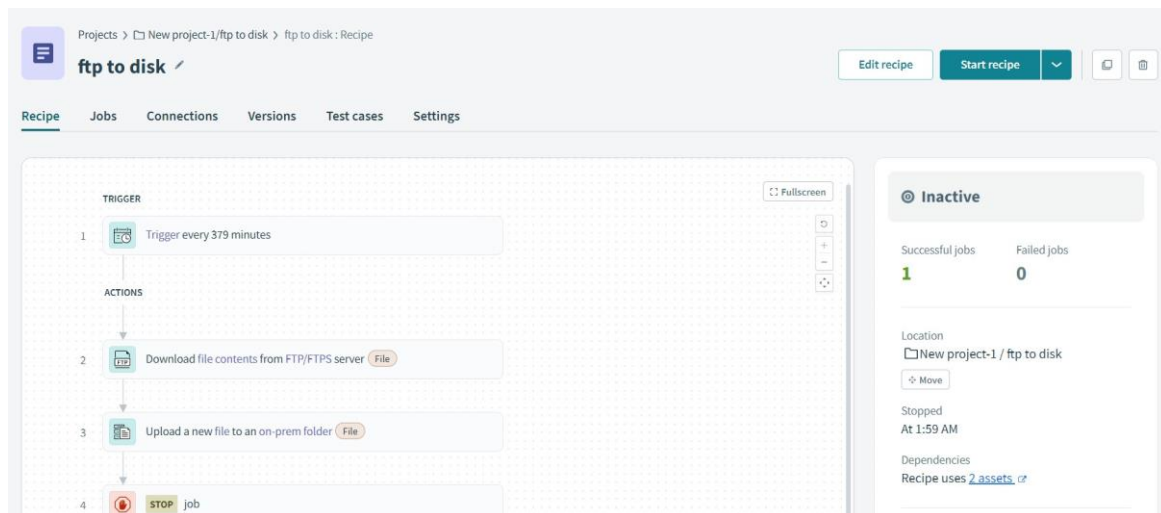 Projects > New project-1/ftp to disk > ftp to disk : Recipe
ftp to disk
Edit recipe
Start recipe
Recipe Jobs Connections Versions Test cases Settings
Fullscreen
TRIGGER
1 Trigger every 379 minutes
ACTIONS
2 FTP Download file contents from FTP/FTPS server File
3 Upload a new file to an on-prem folder File
4 STOP job
Inactive
Successful jobs Failed jobs
1 0
Location
New project-1 / ftp to disk
Move
Stopped
At 1:59 AM
Dependencies
Recipe uses 2 assets